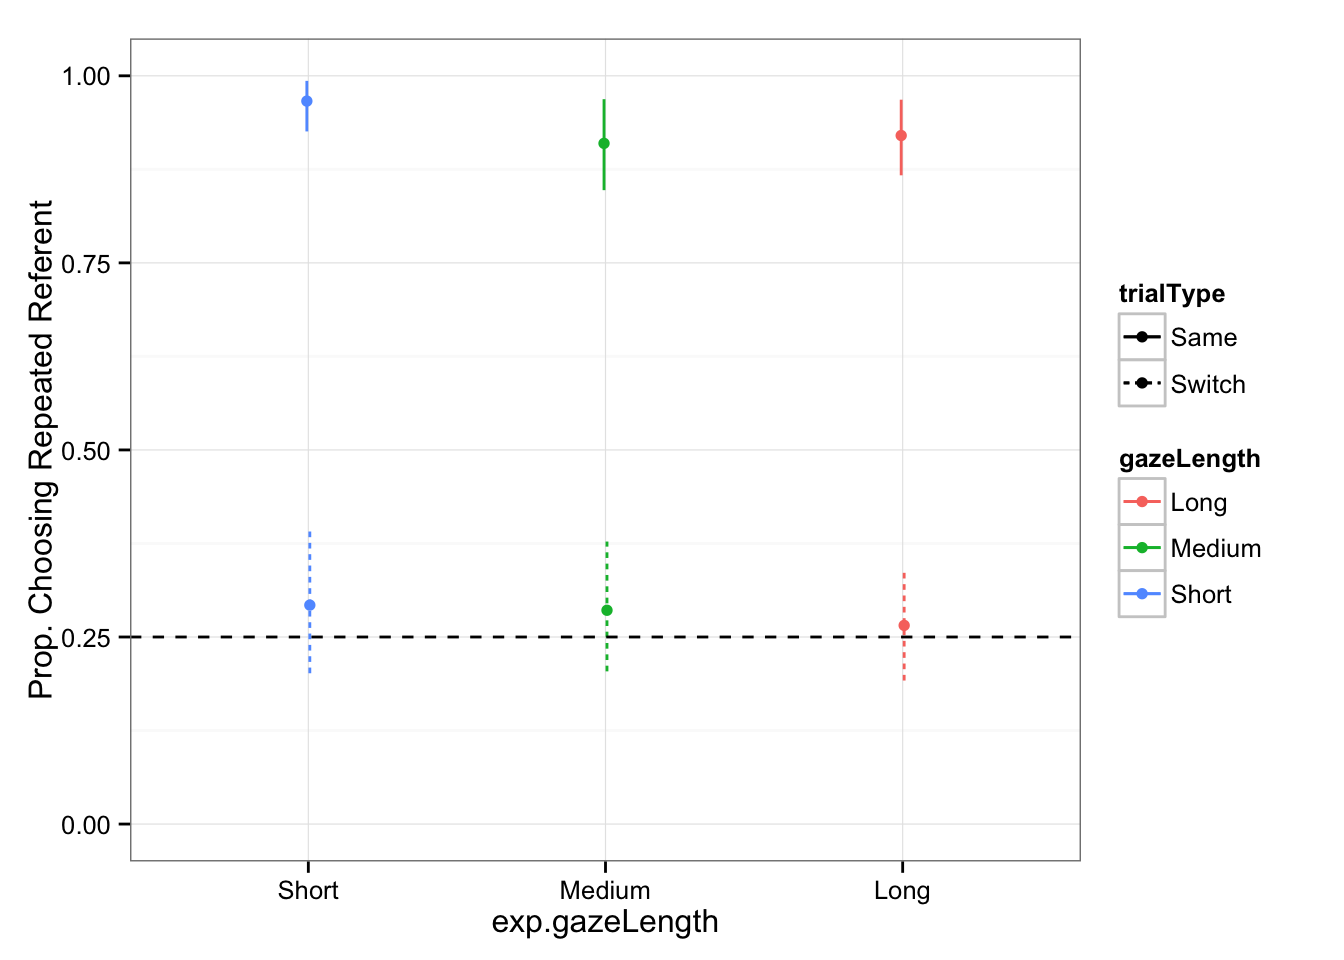 Prop. Choosing Repeated Referent
1.00
0.75
0.50
0.25
0.00
Short
Medium
Long
exp.gazeLength
trialType
Same
Switch
gazeLength
Long
Medium
Short